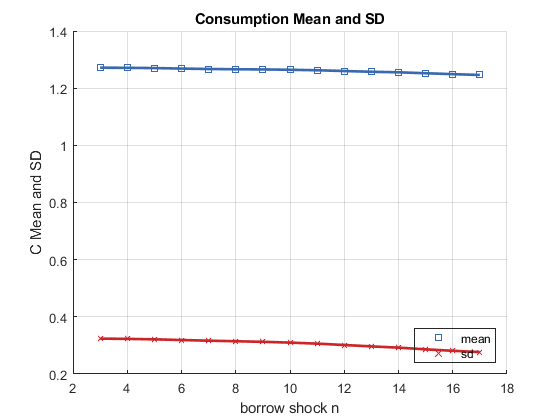 Consumption Mean and SD
C Mean and SD
1.4
1.2
1
0.8
0.6
0.4
0.2
2 4 6 8 10 12 14 16 18
borrow shock n
mean
sd